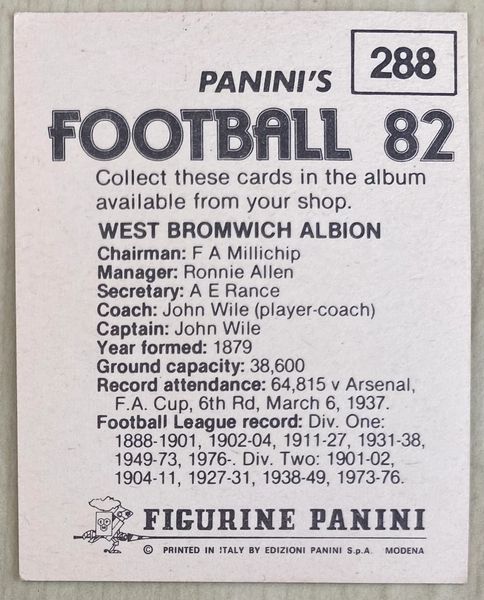 288
PANINI'S
FOOTBALL 82
Collect these cards in the album
available from your shop.
WEST BROMWICH ALBION
Chairman: F A Millichip
Manager: Ronnie Allen
Secretary: A E Rance
Coach: John Wile (player-coach)
Captain: John Wile
Year formed: 1879
Ground capacity: 38,600
Record attendance: 64,815 v Arsenal,
F.A. Cup, 6th Rd, March 6, 1937.
Football League record: Div. One:
1888-1901, 1902-04, 1911-27, 1931-38,
1949-73, 1976-. Div. Two: 1901-02,
1904-11, 1927-31, 1938-49, 1973-76.
FIGURINE PANINI
© PRINTED IN ITALY BY EDIZIONI PANINI S.p.A. MODENA